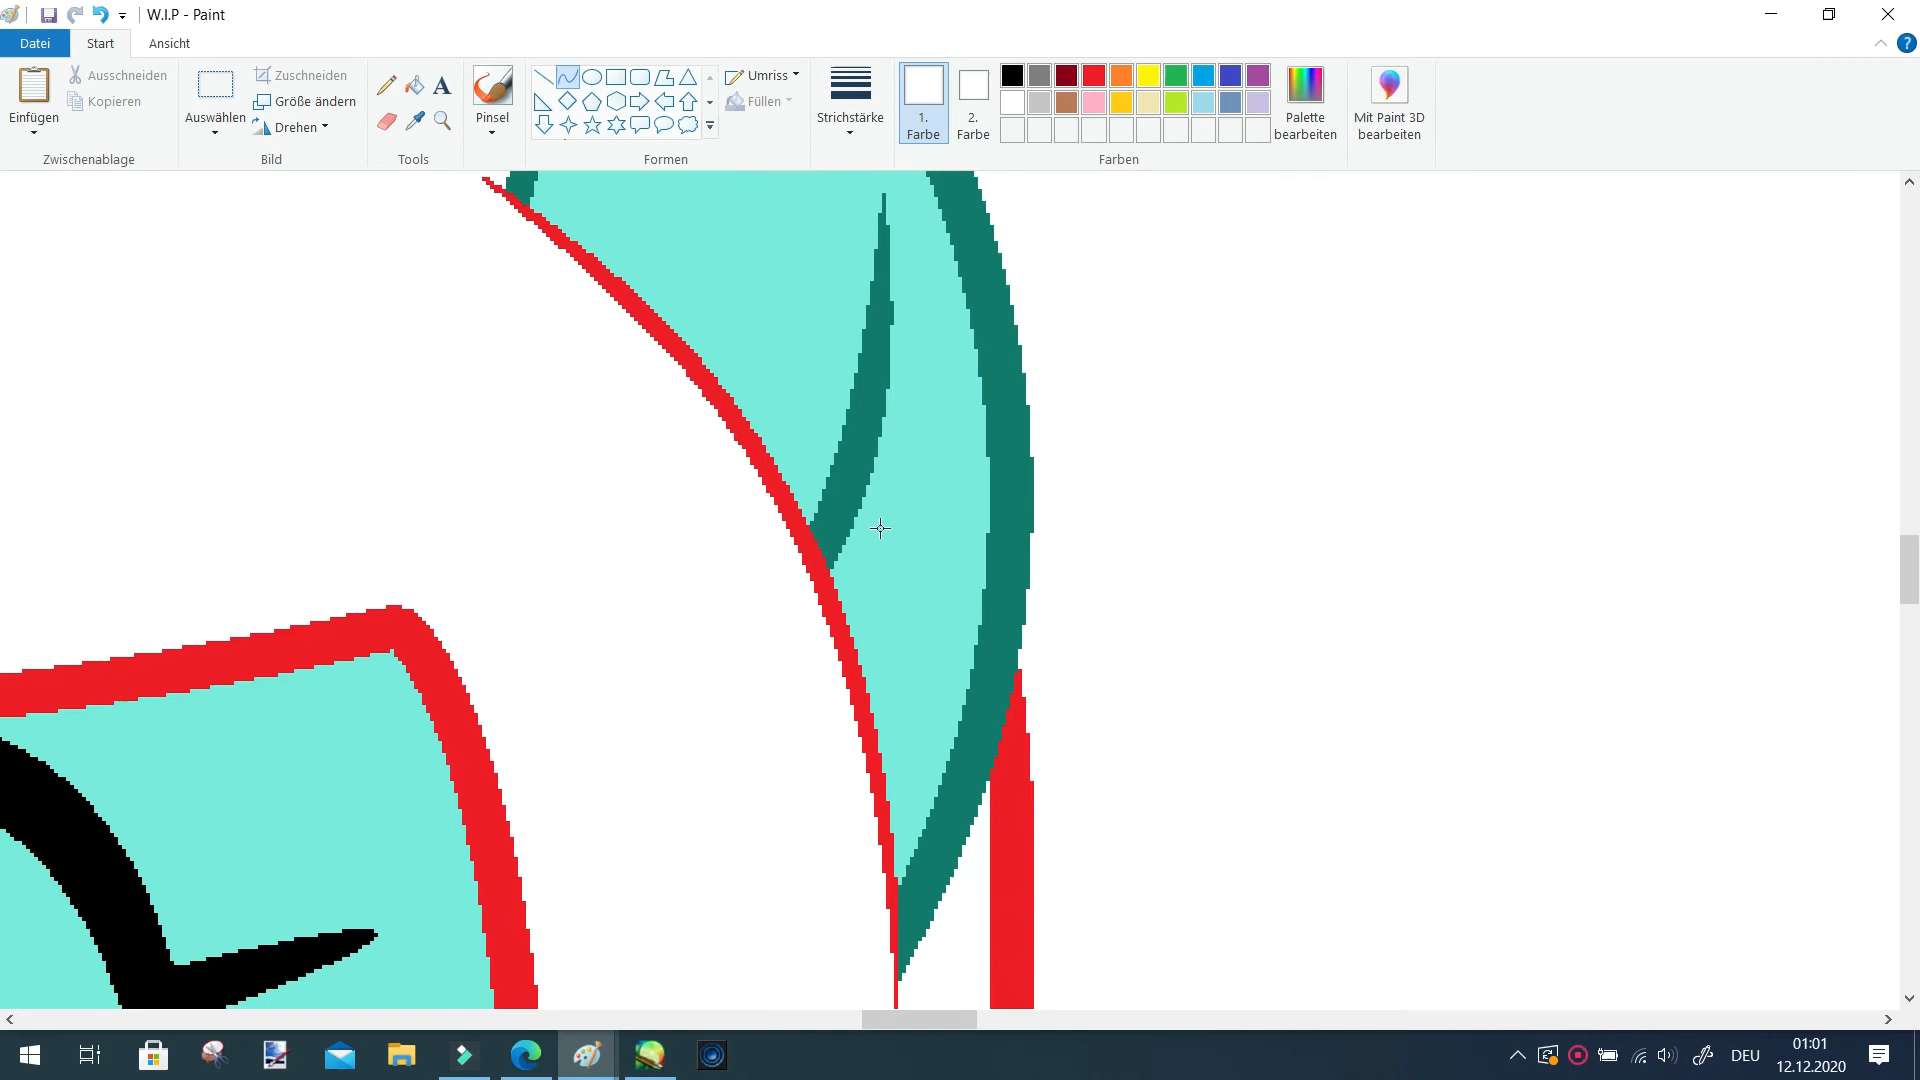 W.I.P - Paint
Datei Start Ansicht
Einfügen
Ausschneiden
Kopieren
Zwischenablage
Auswählen
Zuschneiden
Größe ändern
Drehen
Bild
A
Tools
Pinsel
Formen
Umriss
Füllen
Strichstärke
1.
Farbe
2.
Farbe
Farben
Palette
bearbeiten
Mit Paint 3D
bearbeiten
?
DEU
01:01
12.12.2020